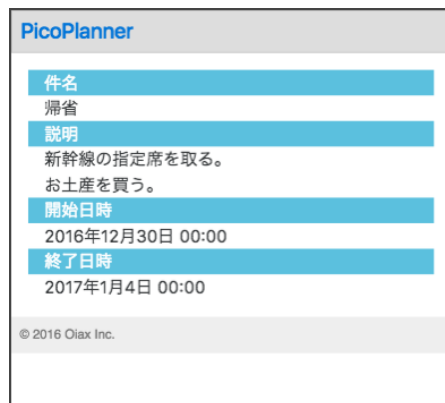 PicoPlanner
件名
帰省
説明
新幹線の指定席を取る。
お土産を買う。
開始日時
2016年12月30日 00:00
終了日時
2017年1月4日 00:00
© 2016 Oiax Inc.